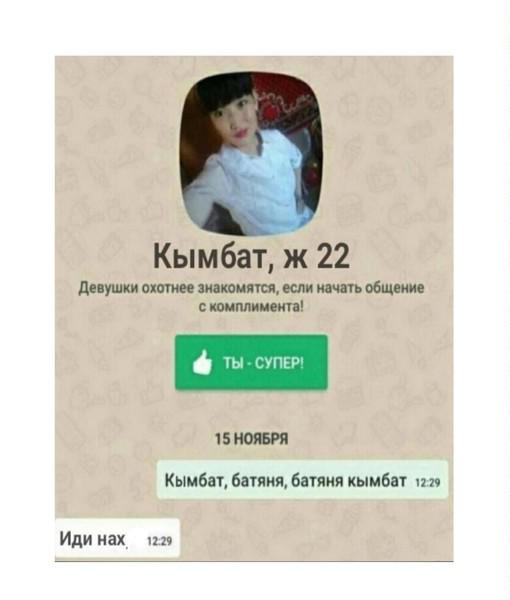 Кымбат, ж 22
Девушки охотнее знакомятся, если начать общение
с комплимента!
ТЫ - СУПЕР!
15 НОЯБРЯ
Кымбат, батяня, батяня кымбат 12:29
Иди нах 12:29